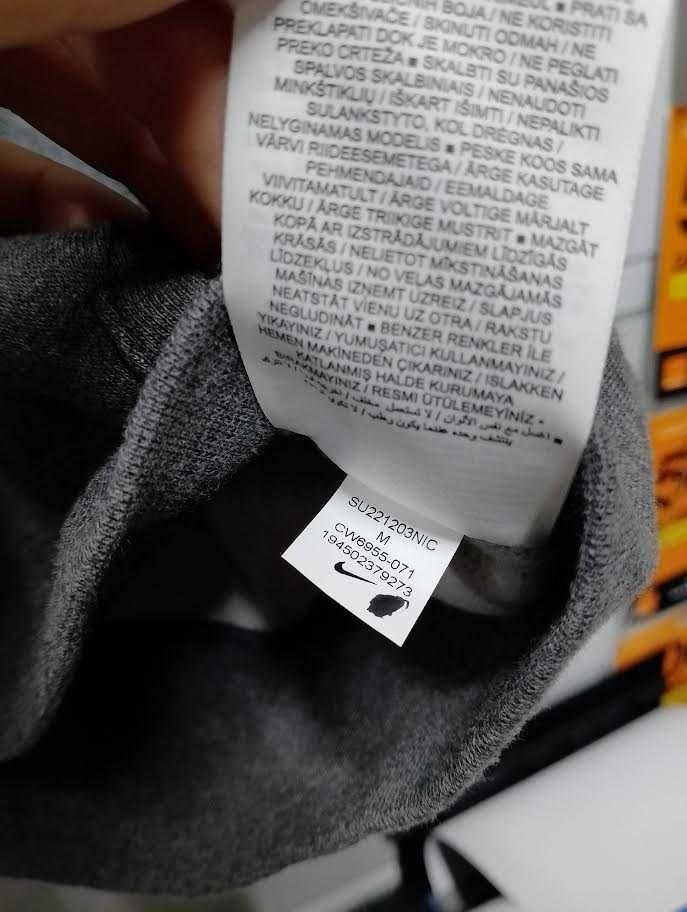 BOJA / NE KORISTITI
OMEKŠIVAČE / SKINUTI ODMAH / NE
PREKLAPATI DOK JE MOKRO / NE PEGLATI
PREKO CRTEŽA ▪ SKALBTI SU PANAŠIOS
SPALVOS SKALBINIAIS / NENAUDOTI
MINKŠTIKLIŲ / IŠKART IŠIMTI / NEPALIKTI
SULANKSTYTO, KOL DRĖGNAS /
NELYGINAMAS MODELIS ▪ PESKE KOOS SAMA
VÄRVI RIIDEESEMETEGA / ÄRGE KASUTAGE
PEHMENDAJAID / EEMALDAGE
VIIVITAMATULT / ÄRGE VOLTIGE MÄRJALT
KOKKU / ÄRGE TRIIKIGE MUSTRIT ▪ MAZGĀT
KOPĀ AR IZSTRĀDĀJUMIEM LĪDZĪGĀS
KRĀSĀS / NELIETOT MĪKSTINĀŠANAS
LĪDZEKĻUS / NO VEĻAS MAZGĀJAMĀS
MAŠĪNAS IZŅEMT UZREIZ / SLAPJUS
NEATSTĀT VIENU UZ OTRA / RAKSTU
NEGLUDINĀT ▪ BENZER RENKLER İLE
YIKAYINIZ / YUMUŞATICI KULLANMAYINIZ /
HEMEN MAKİNEDEN ÇIKARINIZ / ISLAKKEN
KATLANMIŞ HALDE KURUMAYA
BIRAKMAYINIZ / RESMİ ÜTÜLEMEYİNİZ ▪
SU221203NIC
M
CW6955-071
194502379273